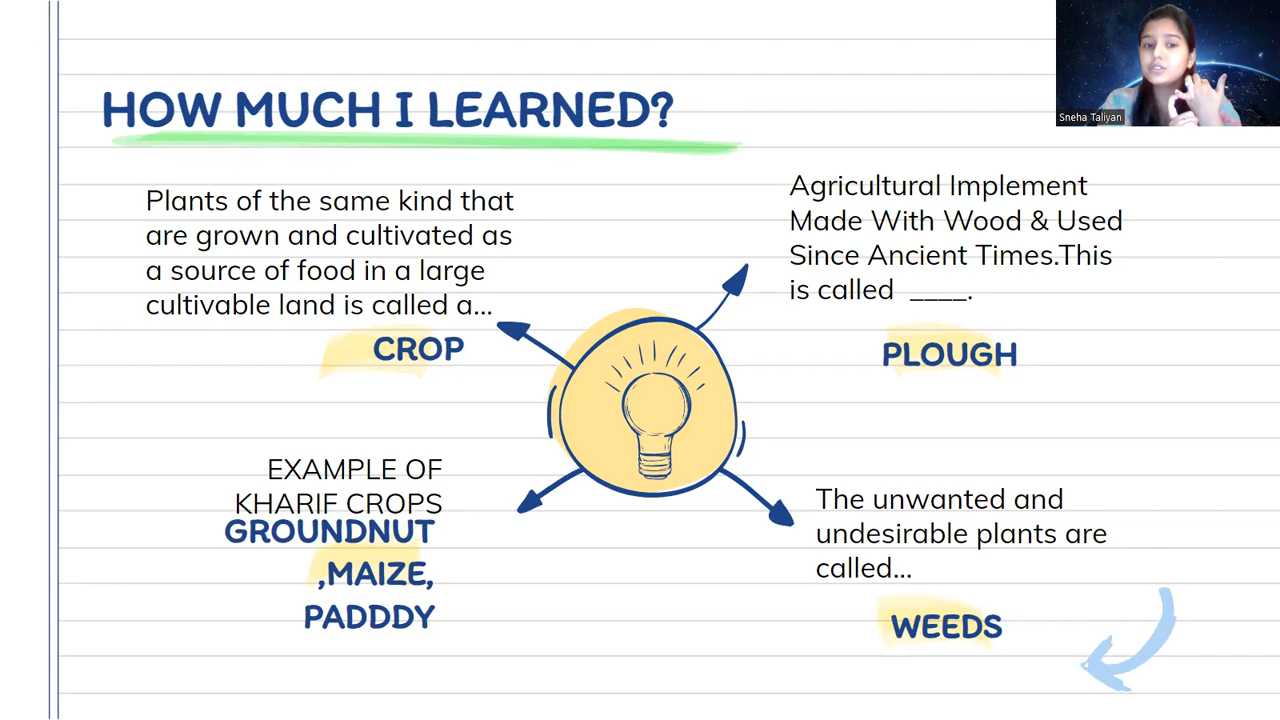 HOW MUCH I LEARNED?
Sneha Taliyan
Plants of the same kind that
are grown and cultivated as
a source of food in a large
cultivable land is called a...
CROP
Agricultural Implement
Made With Wood & Used
Since Ancient Times.This
is called ____.
PLOUGH
EXAMPLE OF
KHARIF CROPS
GROUNDNUT
,MAIZE,
PADDDY
The unwanted and
undesirable plants are
called...
WEEDS